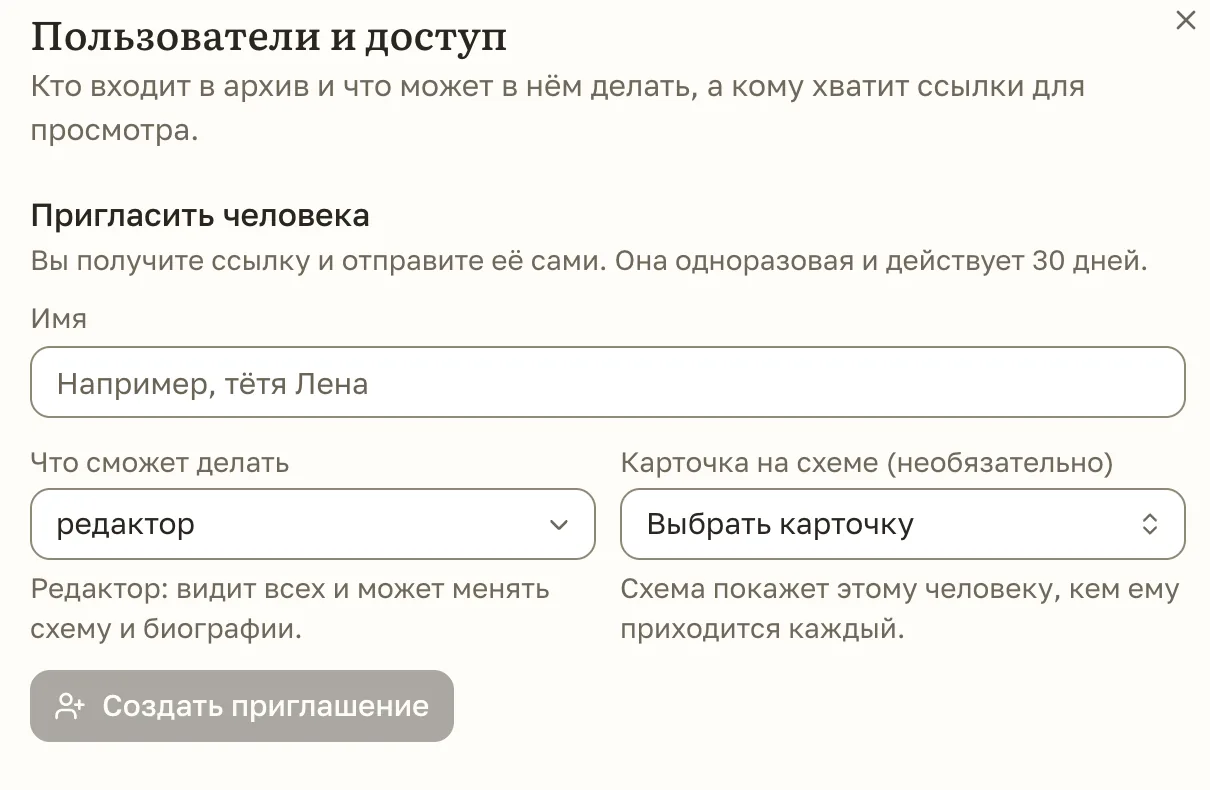 Пользователи и доступ
Кто входит в архив и что может в нём делать, а кому хватит ссылки для
просмотра.
Пригласить человека
Вы получите ссылку и отправите её сами. Она одноразовая и действует 30 дней.
Имя
Например, тётя Лена
Что сможет делать
редактор
Редактор: видит всех и может менять
схему и биографии.
Карточка на схеме (необязательно)
Выбрать карточку
Схема покажет этому человеку, кем ему
приходится каждый.
Создать приглашение